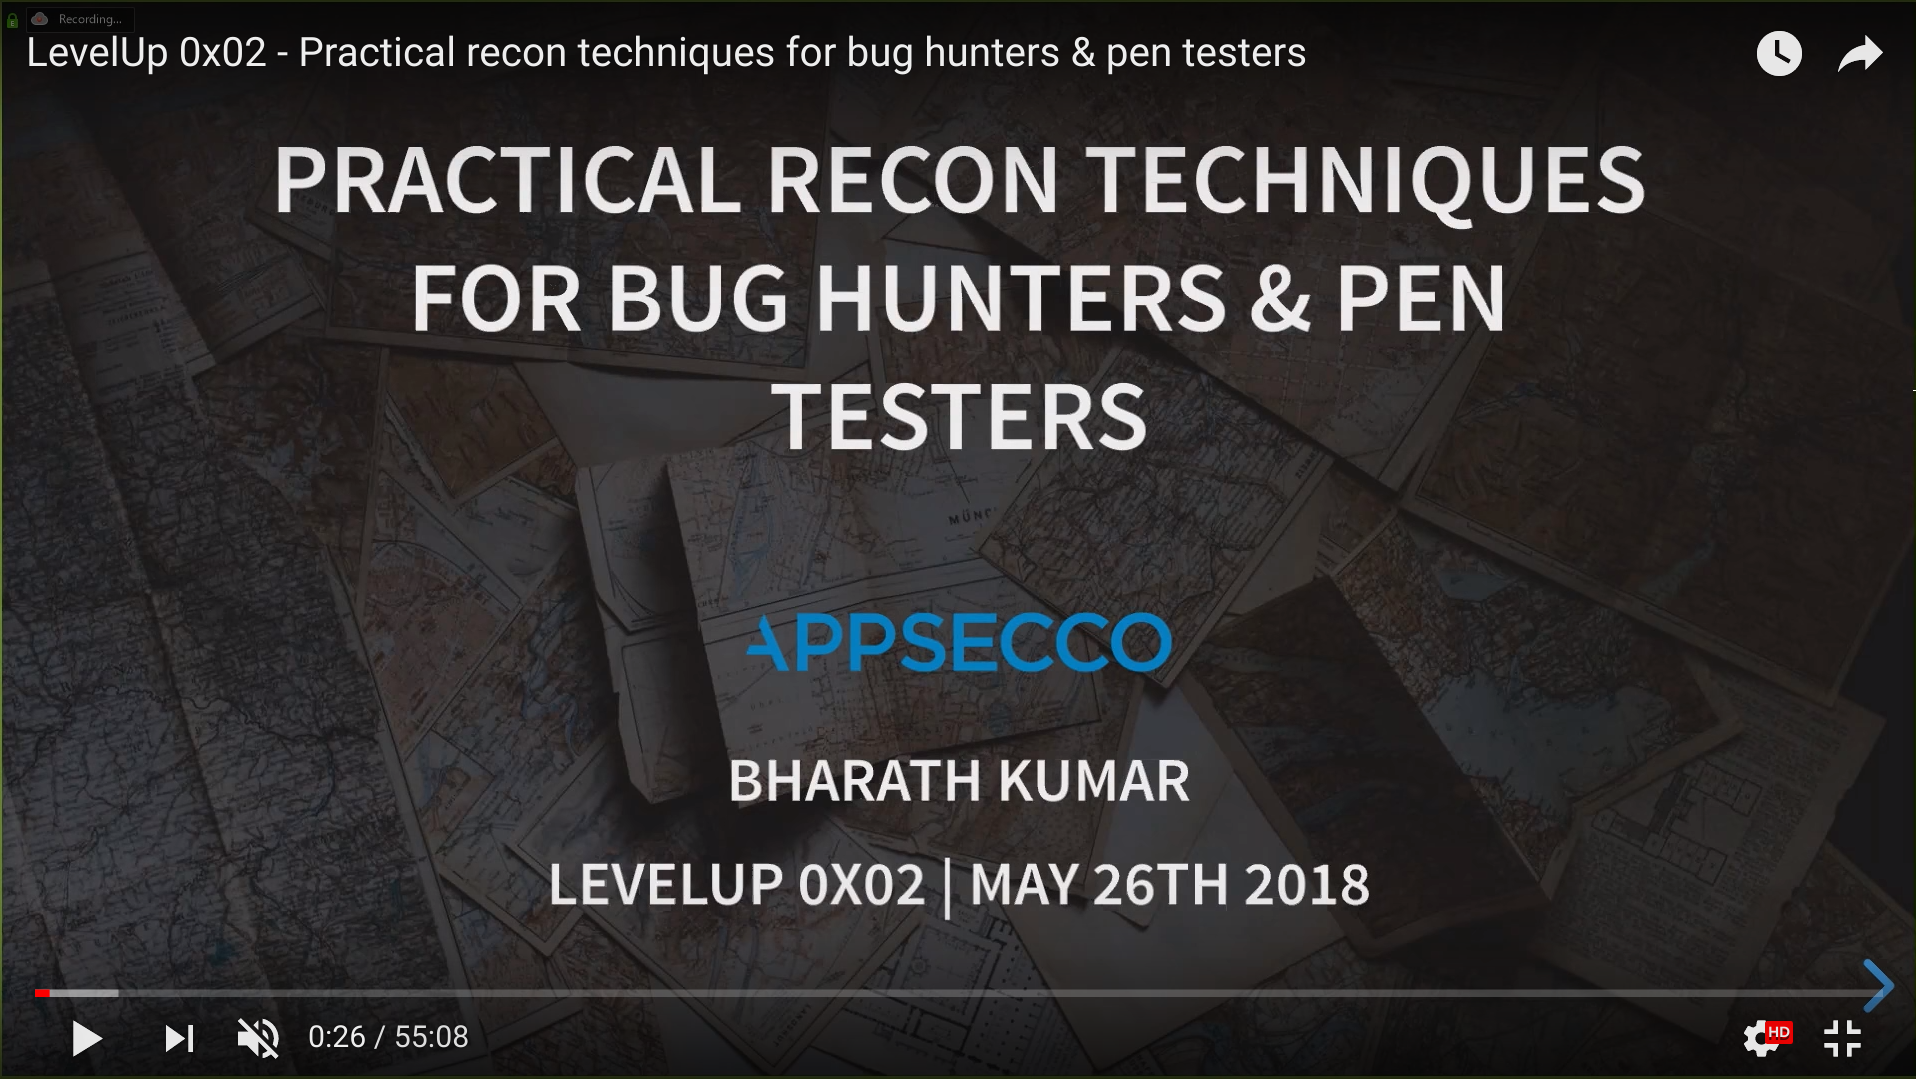 Recording...
LevelUp 0x02 - Practical recon techniques for bug hunters & pen testers
PRACTICAL RECON TECHNIQUES
FOR BUG HUNTERS & PEN
TESTERS
APPSECCO
BHARATH KUMAR
LEVELUP 0X02 | MAY 26TH 2018
0:26 / 55:08
HD